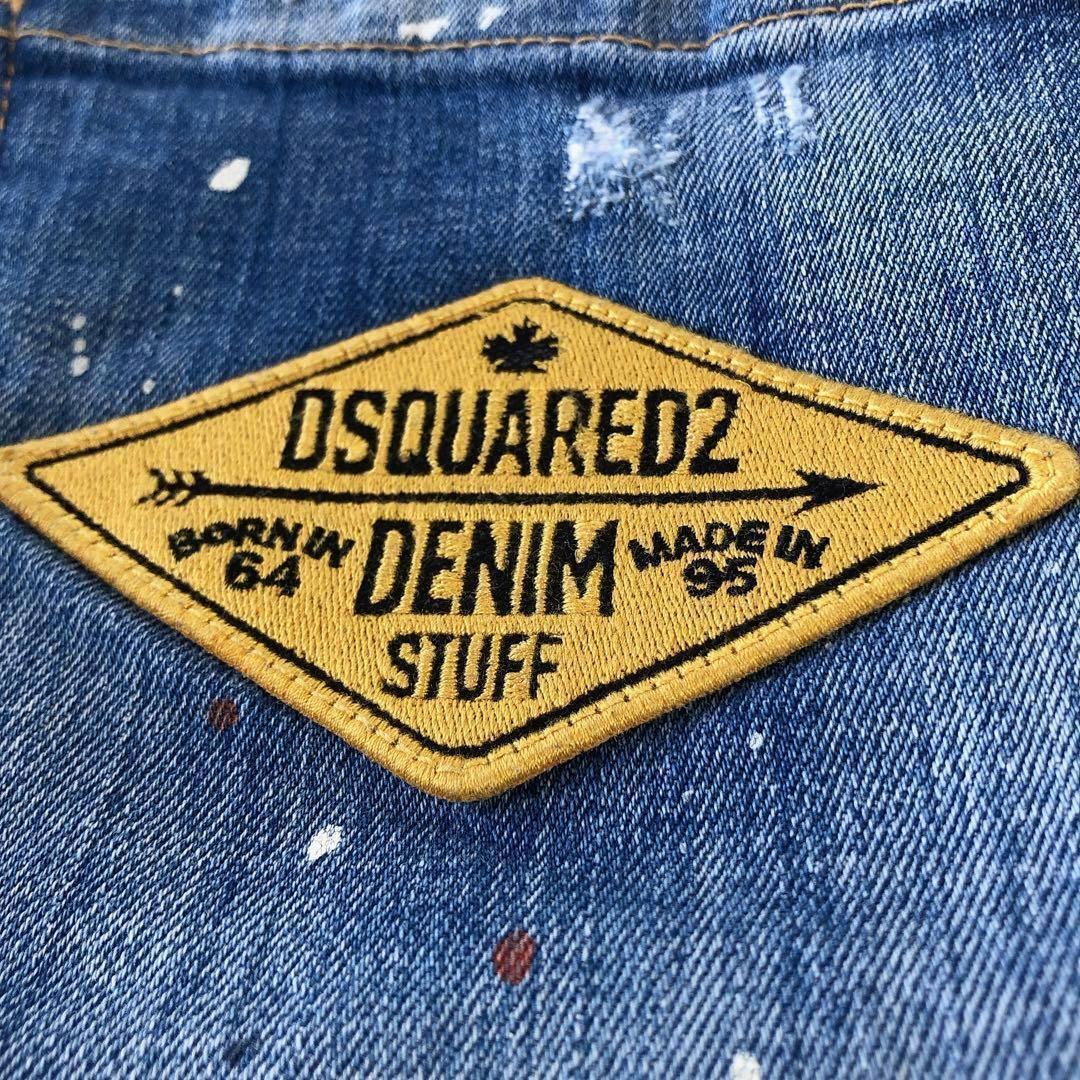 DSQUARED2
BORN IN
64
DENIM
MADE IN
95
STUFF